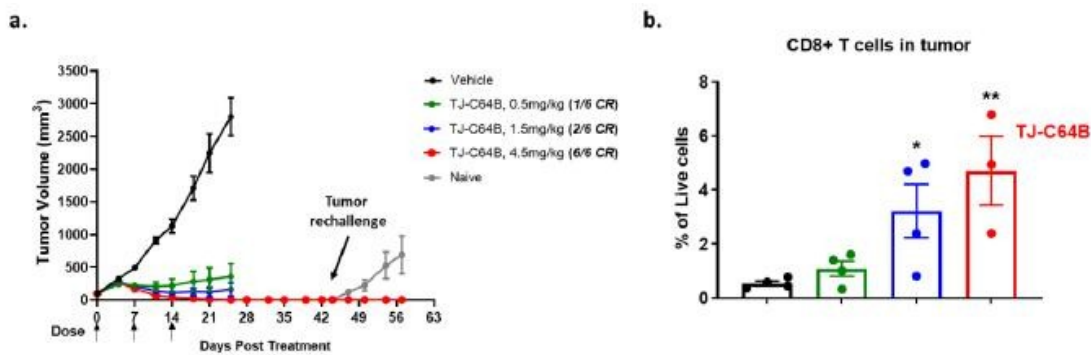 a.
Tumor Volume (mm³)
3500
3000
2500
2000
1500
1000
500
0
Vehicle
TJ-C64B, 0.5mg/kg (1/6 CR)
TJ-C64B, 1.5mg/kg (2/6 CR)
TJ-C64B, 4.5mg/kg (6/6 CR)
Naive
Tumor
rechallenge
0 7 14 21 28 35 42 49 56 63
Dose
Days Post Treatment
b.
CD8+ T cells in tumor
% of Live cells
8
6
4
2
0
*
**
TJ-C64B